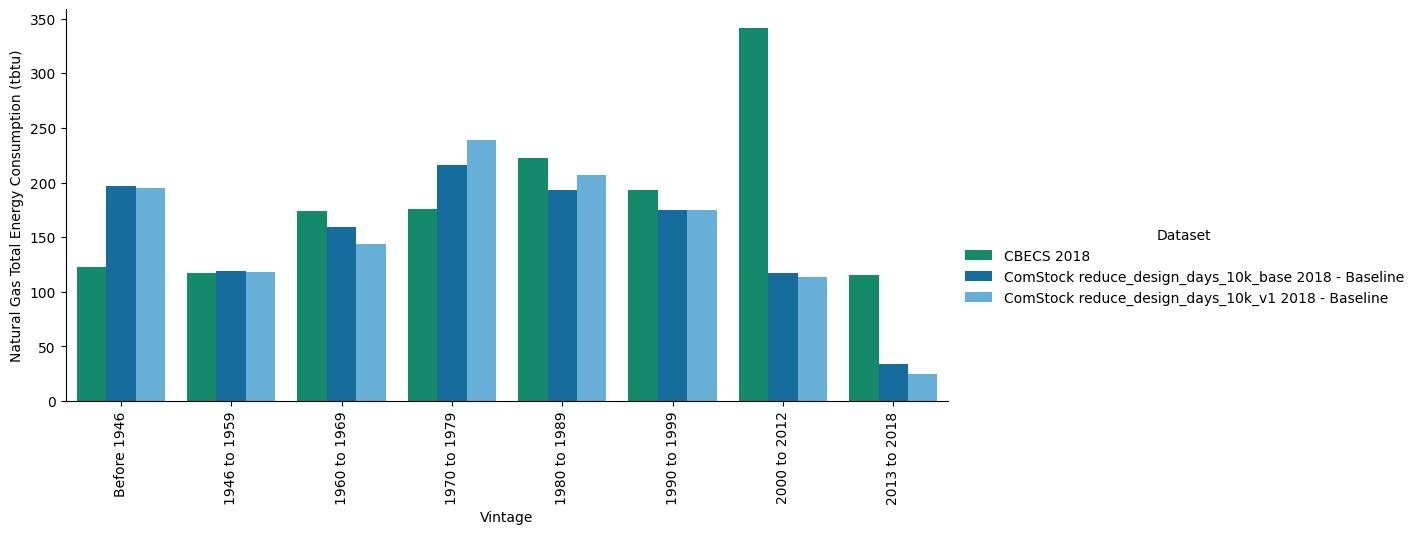 Natural Gas Total Energy Consumption (tbtu)
350
300
250
200
150
100
50
0
Before 1946
1946 to 1959
1960 to 1969
1970 to 1979
1980 to 1989
1990 to 1999
2000 to 2012
2013 to 2018
Vintage
Dataset
CBECS 2018
ComStock reduce_design_days_10k_base 2018 - Baseline
ComStock reduce_design_days_10k_v1 2018 - Baseline